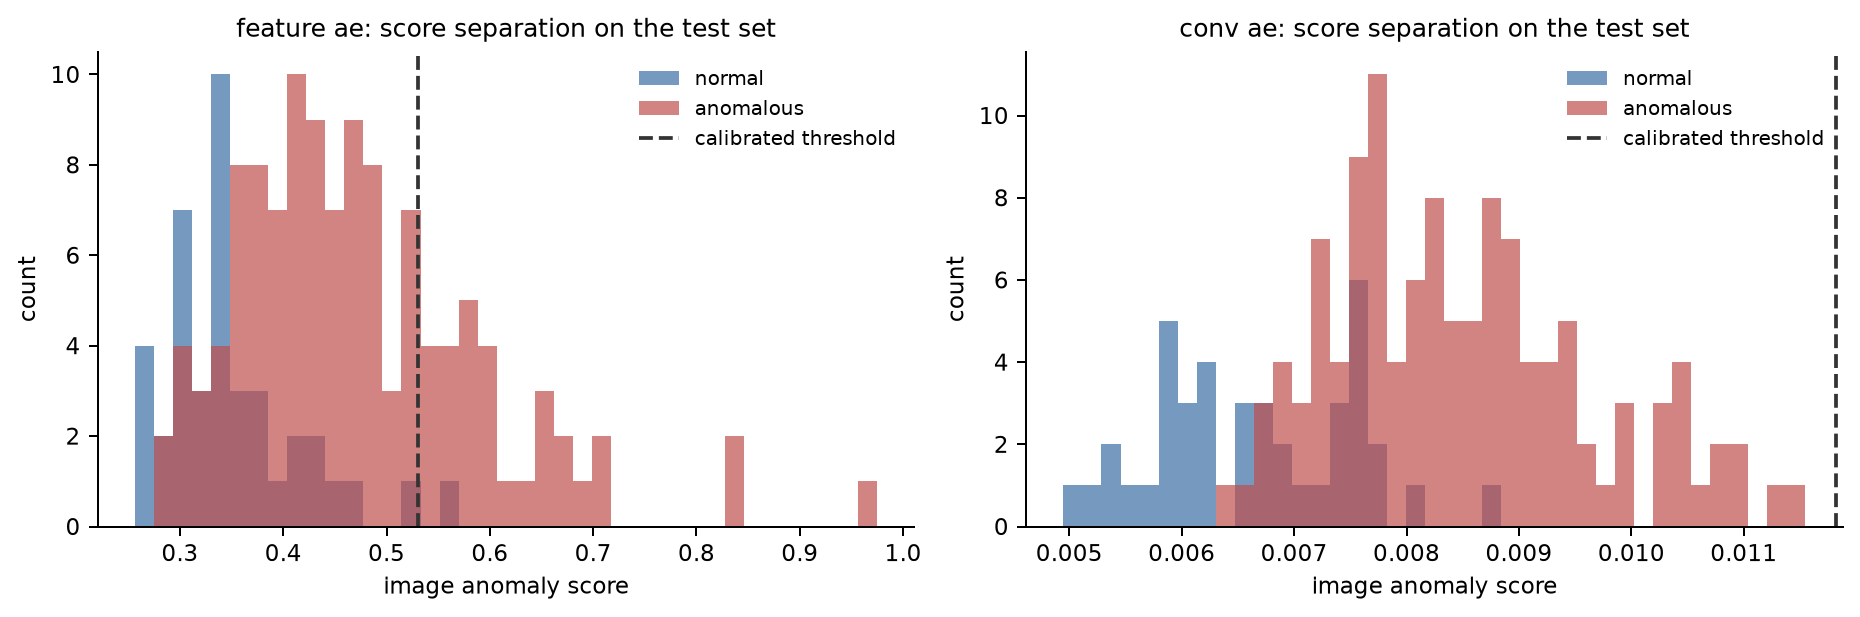 feature ae: score separation on the test set
10
8
6
4
2
0
count
0.3 0.4 0.5 0.6 0.7 0.8 0.9 1.0
image anomaly score
normal
anomalous
calibrated threshold
conv ae: score separation on the test set
10
8
6
4
2
0
count
0.005 0.006 0.007 0.008 0.009 0.010 0.011
image anomaly score
normal
anomalous
calibrated threshold